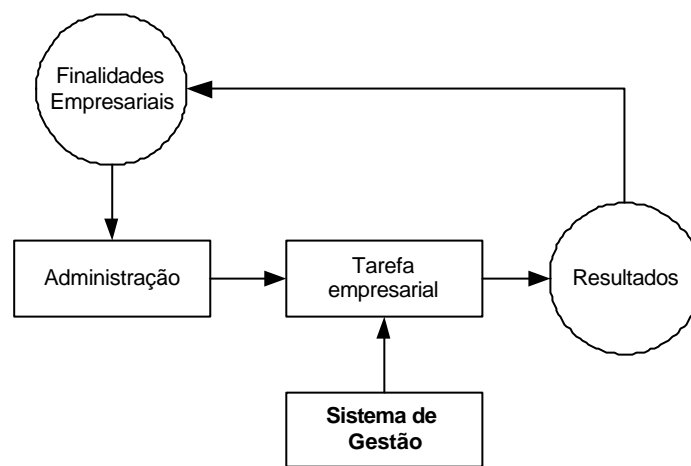 Finalidades
Empresariais
Administração
Tarefa
empresarial
Resultados
Sistema de
Gestão